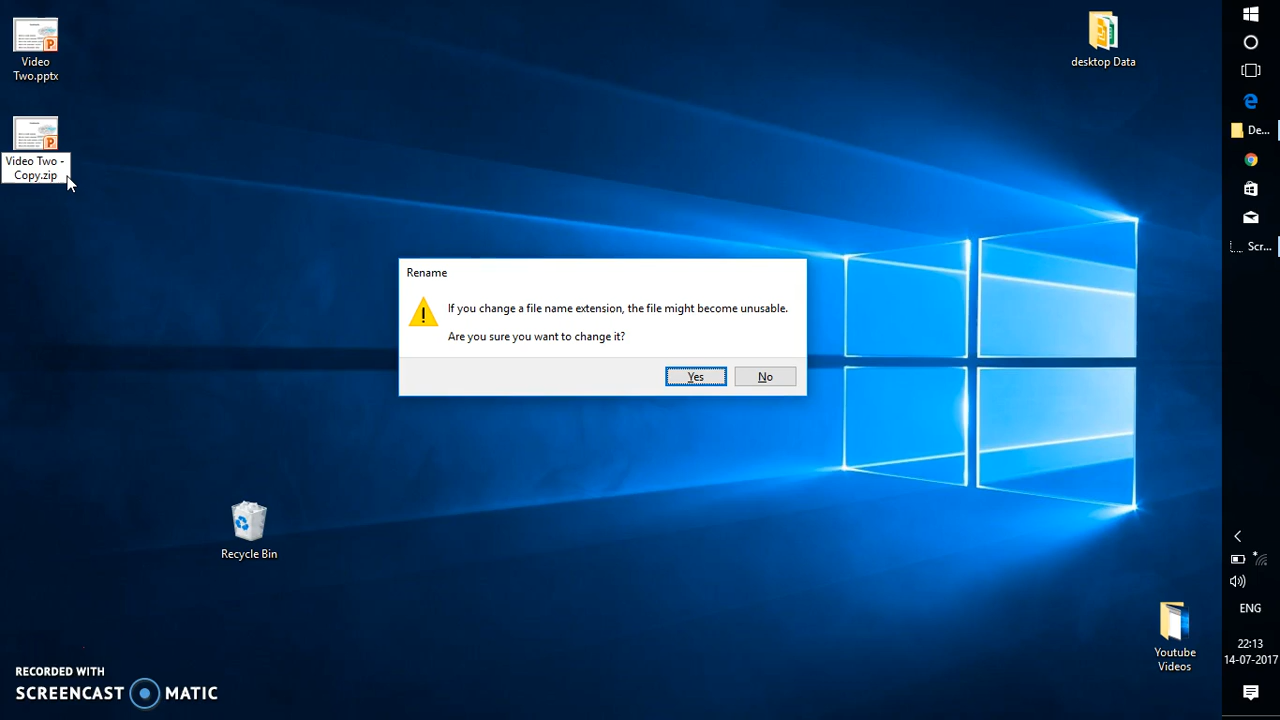 Video
Two.pptx
Video Two -
Copy.zip
desktop Data
Rename
If you change a file name extension, the file might become unusable.
Are you sure you want to change it?
Yes
No
Recycle Bin
Youtube
Videos
De...
Scr...
ENG
22:13
14-07-2017
RECORDED WITH
SCREENCAST MATIC